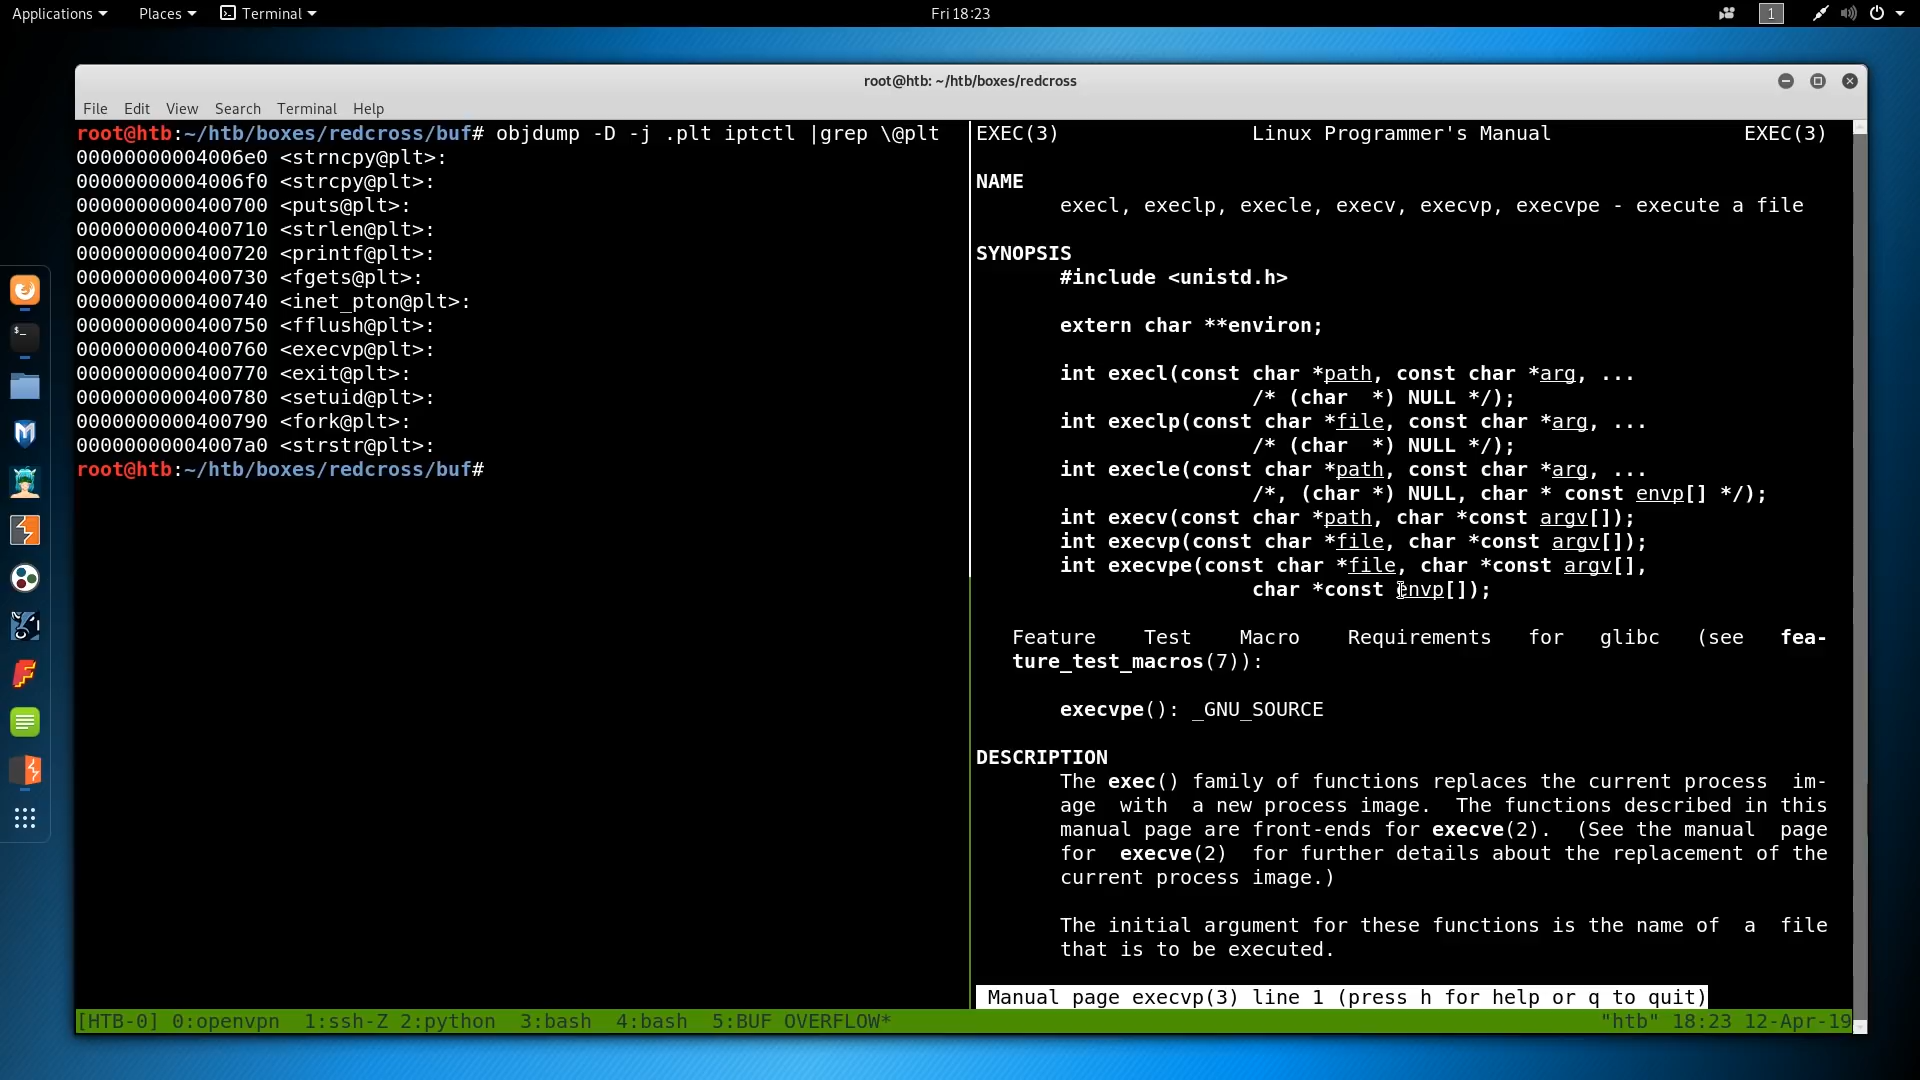 Applications Places Terminal Fri 18:23 1
root@htb: ~/htb/boxes/redcross
File Edit View Search Terminal Help
root@htb:~/htb/boxes/redcross/buf# objdump -D -j .plt iptctl |grep \@plt
00000000004006e0 <strncpy@plt>:
00000000004006f0 <strcpy@plt>:
0000000000400700 <puts@plt>:
0000000000400710 <strlen@plt>:
0000000000400720 <printf@plt>:
0000000000400730 <fgets@plt>:
0000000000400740 <inet_pton@plt>:
0000000000400750 <fflush@plt>:
0000000000400760 <execvp@plt>:
0000000000400770 <exit@plt>:
0000000000400780 <setuid@plt>:
0000000000400790 <fork@plt>:
00000000004007a0 <strstr@plt>:
root@htb:~/htb/boxes/redcross/buf#
EXEC(3) Linux Programmer's Manual EXEC(3)
NAME
execl, execlp, execle, execv, execvp, execvpe - execute a file
SYNOPSIS
#include <unistd.h>
extern char **environ;
int execl(const char *path, const char *arg, ...
/* (char  *) NULL */);
int execlp(const char *file, const char *arg, ...
/* (char  *) NULL */);
int execle(const char *path, const char *arg, ...
/*, (char *) NULL, char * const envp[] */);
int execv(const char *path, char *const argv[]);
int execvp(const char *file, char *const argv[]);
int execvpe(const char *file, char *const argv[],
char *const envp[]);
Feature Test Macro Requirements for glibc (see fea-
ture_test_macros(7)):
execvpe(): _GNU_SOURCE
DESCRIPTION
The exec() family of functions replaces the current process im-
age with a new process image. The functions described in this
manual page are front-ends for execve(2). (See the manual page
for execve(2) for further details about the replacement of the
current process image.)
The initial argument for these functions is the name of a file
that is to be executed.
Manual page execvp(3) line 1 (press h for help or q to quit)
[HTB-0] 0:openvpn 1:ssh-Z 2:python 3:bash 4:bash 5:BUF OVERFLOW* "htb" 18:23 12-Apr-19